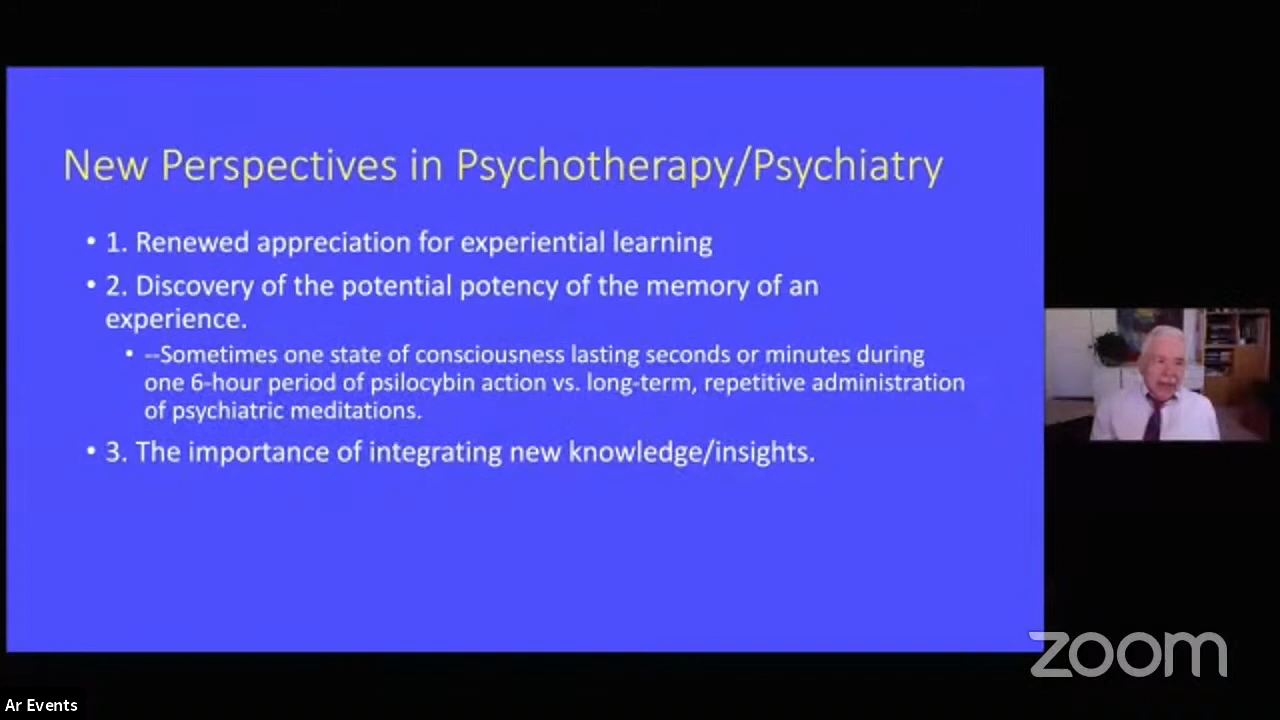 New Perspectives in Psychotherapy/Psychiatry
• 1. Renewed appreciation for experiential learning
• 2. Discovery of the potential potency of the memory of an
experience.
• --Sometimes one state of consciousness lasting seconds or minutes during
one 6-hour period of psilocybin action vs. long-term, repetitive administration
of psychiatric meditations.
• 3. The importance of integrating new knowledge/insights.
zoom
Ar Events